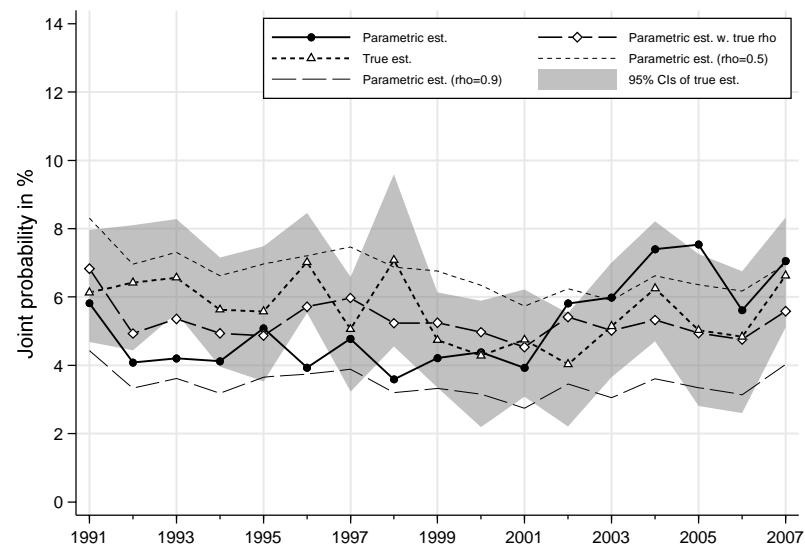 Parametric est.
Parametric est. w. true rho
True est.
Parametric est. (rho=0.5)
Parametric est. (rho=0.9)
95% CIs of true est.
Joint probability in %
14
12
10
8
6
4
2
0
1991 1993 1995 1997 1999 2001 2003 2005 2007